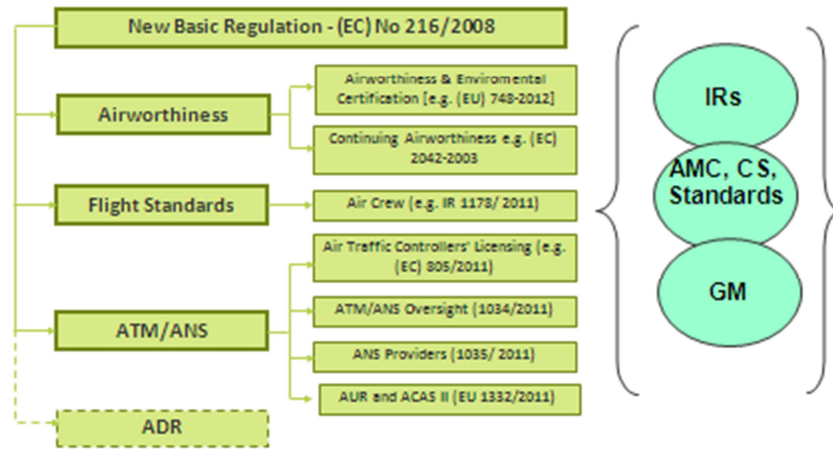 New Basic Regulation - (EC) No 216/2008
Airworthiness
Airworthiness & Enviromental
Certification [e.g. (EU) 748-2012]
Continuing Airworthiness e.g. (EC)
2042-2003
Flight Standards
Air Crew (e.g. IR 1178/ 2011)
ATM/ANS
Air Traffic Controllers' Licensing (e.g.
(EC) 805/2011)
ATM/ANS Oversight (1034/2011)
ANS Providers (1035/ 2011)
AUR and ACAS II (EU 1332/2011)
ADR
IRs
AMC, CS,
Standards
GM